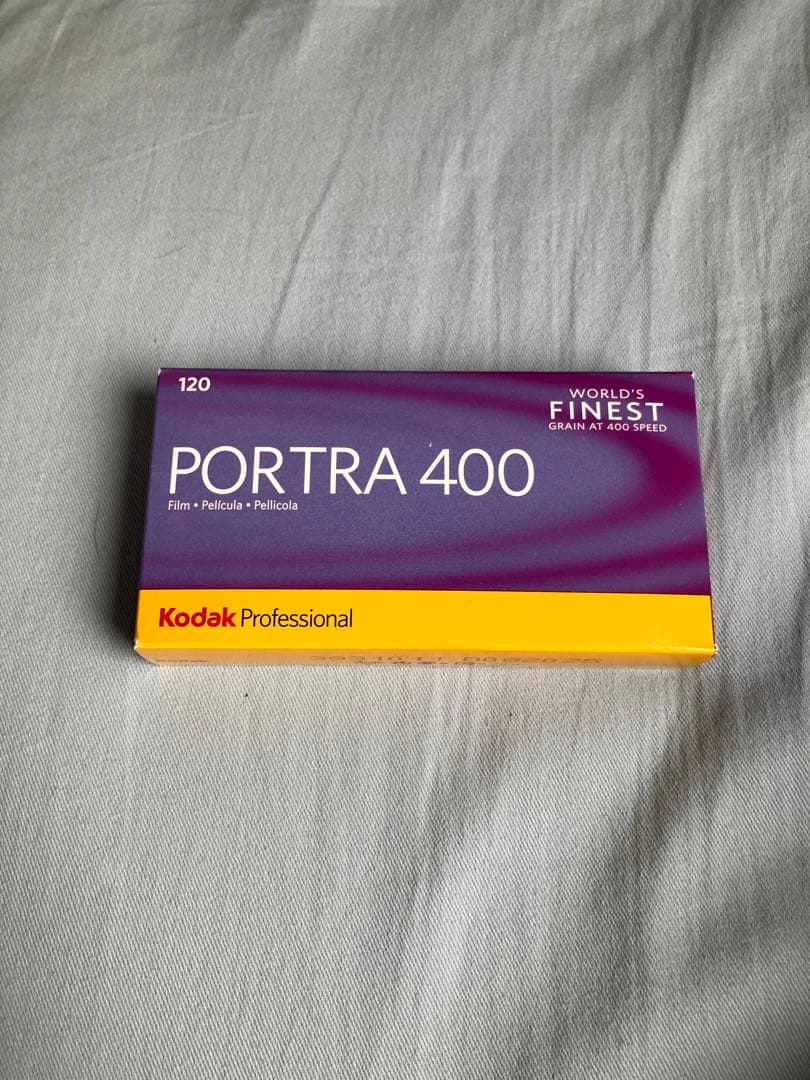 120
WORLD'S
FINEST
GRAIN AT 400 SPEED
PORTRA 400
Film • Película • Pellicola
Kodak Professional